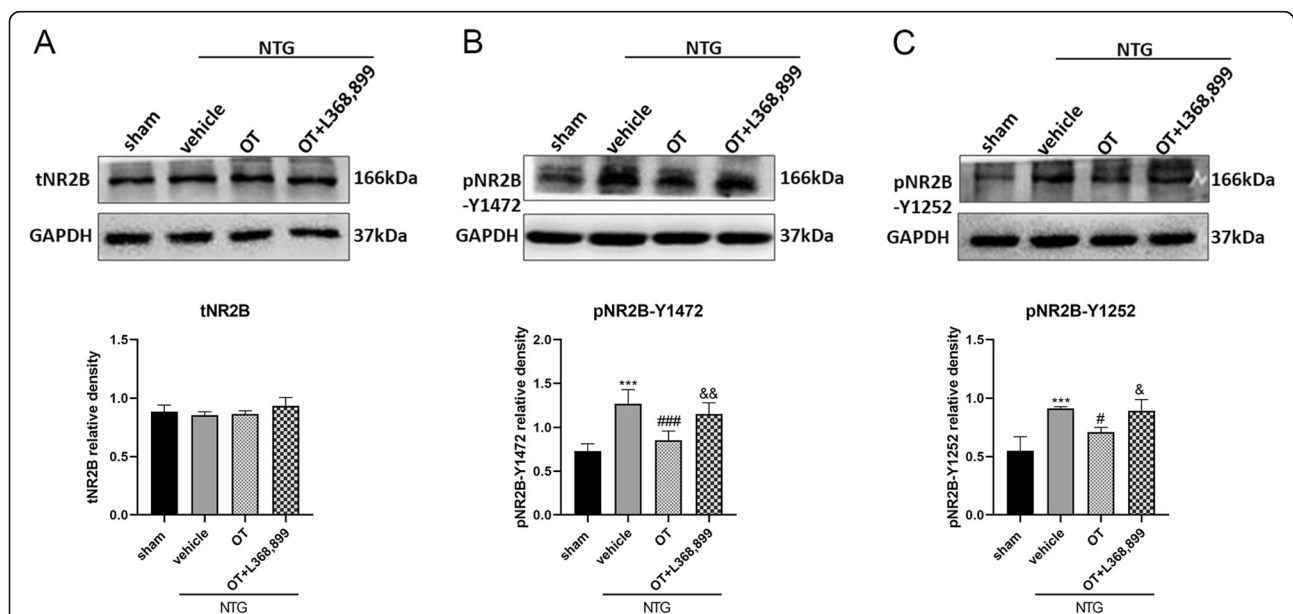 A
NTG
sham
vehicle
OT
OT+L368,899
tNR2B
166kDa
GAPDH
37kDa
tNR2B
tNR2B relative density
1.5
1.0
0.5
0.0
sham
vehicle
OT
OT+L368,899
NTG
B
NTG
sham
vehicle
OT
OT+L368,899
pNR2B
-Y1472
166kDa
GAPDH
37kDa
pNR2B-Y1472
pNR2B-Y1472 relative density
2.0
1.5
1.0
0.5
0.0
***
###
&&
sham
vehicle
OT
OT+L368,899
NTG
C
NTG
sham
vehicle
OT
OT+L368,899
pNR2B
-Y1252
166kDa
GAPDH
37kDa
pNR2B-Y1252
pNR2B-Y1252 relative density
1.5
1.0
0.5
0.0
***
#
&
sham
vehicle
OT
OT+L368,899
NTG